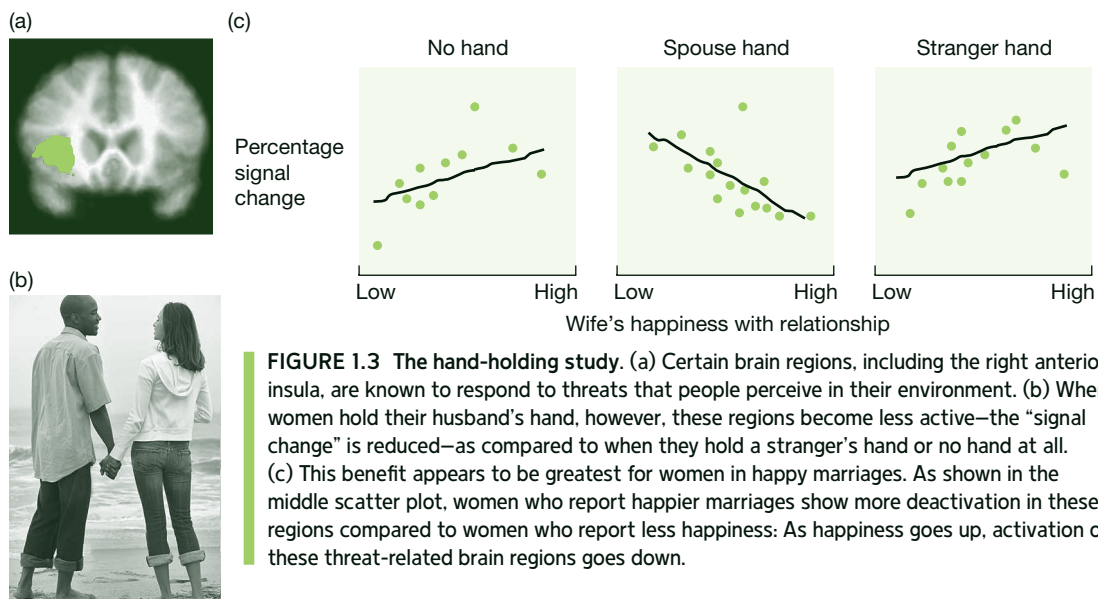 (a)
(c)
No hand
Spouse hand
Stranger hand
Percentage
signal
change
Low
High
Low
High
Low
High
Wife's happiness with relationship
(b)
FIGURE 1.3 The hand-holding study. (a) Certain brain regions, including the right anterio
insula, are known to respond to threats that people perceive in their environment. (b) Whe
women hold their husband's hand, however, these regions become less active—the “signal
change” is reduced—as compared to when they hold a stranger's hand or no hand at all.
(c) This benefit appears to be greatest for women in happy marriages. As shown in the
middle scatter plot, women who report happier marriages show more deactivation in these
regions compared to women who report less happiness: As happiness goes up, activation o
these threat-related brain regions goes down.